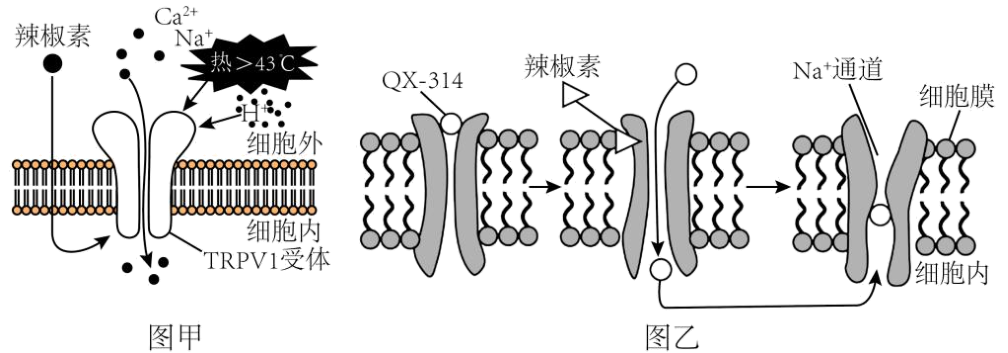 辣椒素
Ca²⁺
Na⁺
热>43℃
H⁺
细胞外
细胞内
TRPV1受体
图甲
QX-314
辣椒素
Na⁺通道
细胞膜
细胞内
图乙